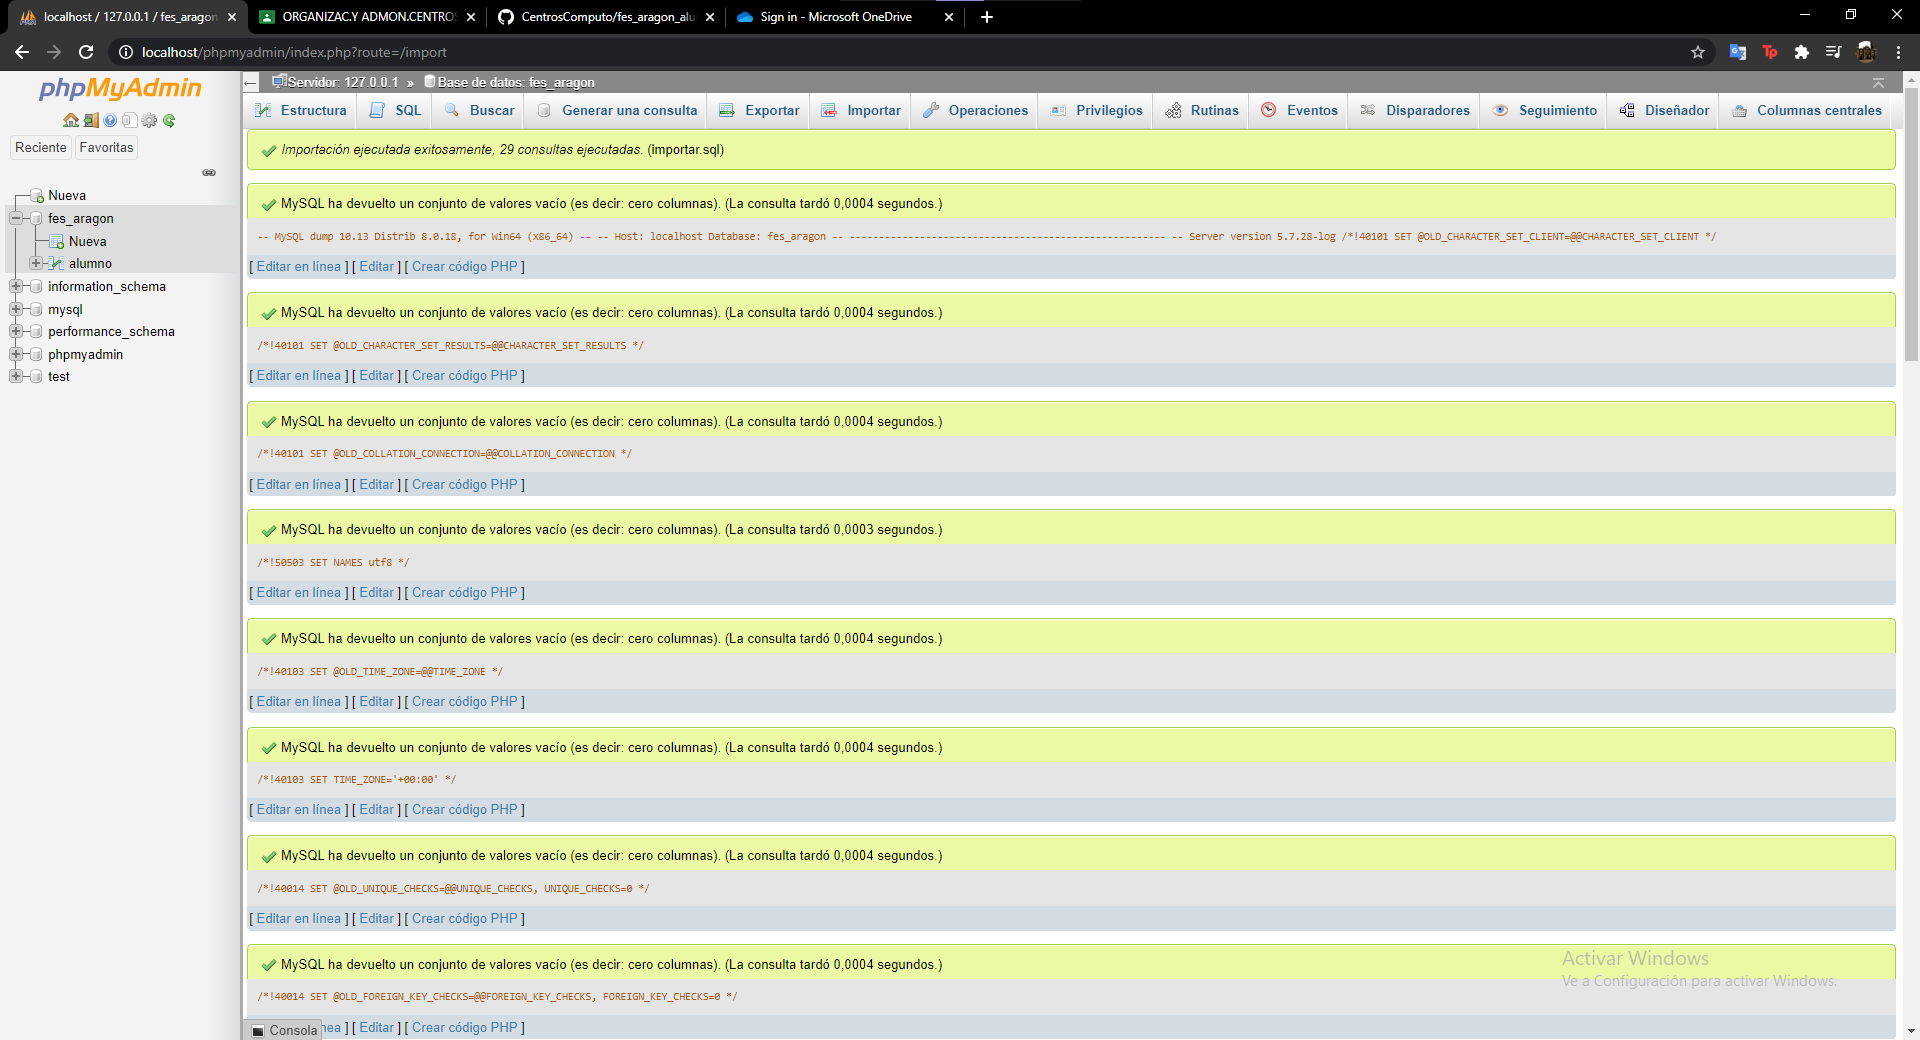 localhost / 127.0.0.1 / fes_aragon
ORGANIZAC.Y ADMON.CENTROS
CentrosComputo/fes_aragon_alu
Sign in - Microsoft OneDrive
localhost/phpmyadmin/index.php?route=/import
phpMyAdmin
Reciente
Favoritas
Nueva
fes_aragon
Nueva
alumno
information_schema
mysql
performance_schema
phpmyadmin
test
Servidor: 127.0.0.1 » Base de datos: fes_aragon
Estructura
SQL
Buscar
Generar una consulta
Exportar
Importar
Operaciones
Privilegios
Rutinas
Eventos
Disparadores
Seguimiento
Diseñador
Columnas centrales
Importación ejecutada exitosamente, 29 consultas ejecutadas. (importar.sql)
MySQL ha devuelto un conjunto de valores vacío (es decir: cero columnas). (La consulta tardó 0,0004 segundos.)
-- MySQL dump 10.13 Distrib 8.0.18, for Win64 (x86_64) -- -- Host: localhost Database: fes_aragon -- ------------------------------------------------------ -- Server version 5.7.28-log /*!40101 SET @OLD_CHARACTER_SET_CLIENT=@@CHARACTER_SET_CLIENT */
[ Editar en línea ] [ Editar ] [ Crear código PHP ]
MySQL ha devuelto un conjunto de valores vacío (es decir: cero columnas). (La consulta tardó 0,0004 segundos.)
/*!40101 SET @OLD_CHARACTER_SET_RESULTS=@@CHARACTER_SET_RESULTS */
[ Editar en línea ] [ Editar ] [ Crear código PHP ]
MySQL ha devuelto un conjunto de valores vacío (es decir: cero columnas). (La consulta tardó 0,0004 segundos.)
/*!40101 SET @OLD_COLLATION_CONNECTION=@@COLLATION_CONNECTION */
[ Editar en línea ] [ Editar ] [ Crear código PHP ]
MySQL ha devuelto un conjunto de valores vacío (es decir: cero columnas). (La consulta tardó 0,0003 segundos.)
/*!50503 SET NAMES utf8 */
[ Editar en línea ] [ Editar ] [ Crear código PHP ]
MySQL ha devuelto un conjunto de valores vacío (es decir: cero columnas). (La consulta tardó 0,0004 segundos.)
/*!40103 SET @OLD_TIME_ZONE=@@TIME_ZONE */
[ Editar en línea ] [ Editar ] [ Crear código PHP ]
MySQL ha devuelto un conjunto de valores vacío (es decir: cero columnas). (La consulta tardó 0,0004 segundos.)
/*!40103 SET TIME_ZONE='+00:00' */
[ Editar en línea ] [ Editar ] [ Crear código PHP ]
MySQL ha devuelto un conjunto de valores vacío (es decir: cero columnas). (La consulta tardó 0,0004 segundos.)
/*!40014 SET @OLD_UNIQUE_CHECKS=@@UNIQUE_CHECKS, UNIQUE_CHECKS=0 */
[ Editar en línea ] [ Editar ] [ Crear código PHP ]
MySQL ha devuelto un conjunto de valores vacío (es decir: cero columnas). (La consulta tardó 0,0004 segundos.)
/*!40014 SET @OLD_FOREIGN_KEY_CHECKS=@@FOREIGN_KEY_CHECKS, FOREIGN_KEY_CHECKS=0 */
Activar Windows
Ve a Configuración para activar Windows.
Consola
nea ] [ Editar ] [ Crear código PHP ]